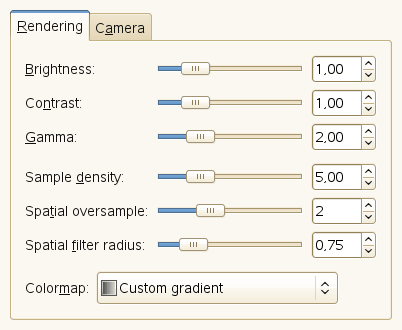 Rendering Camera
Brightness: 1,00
Contrast: 1,00
Gamma: 2,00
Sample density: 5,00
Spatial oversample: 2
Spatial filter radius: 0,75
Colormap: Custom gradient